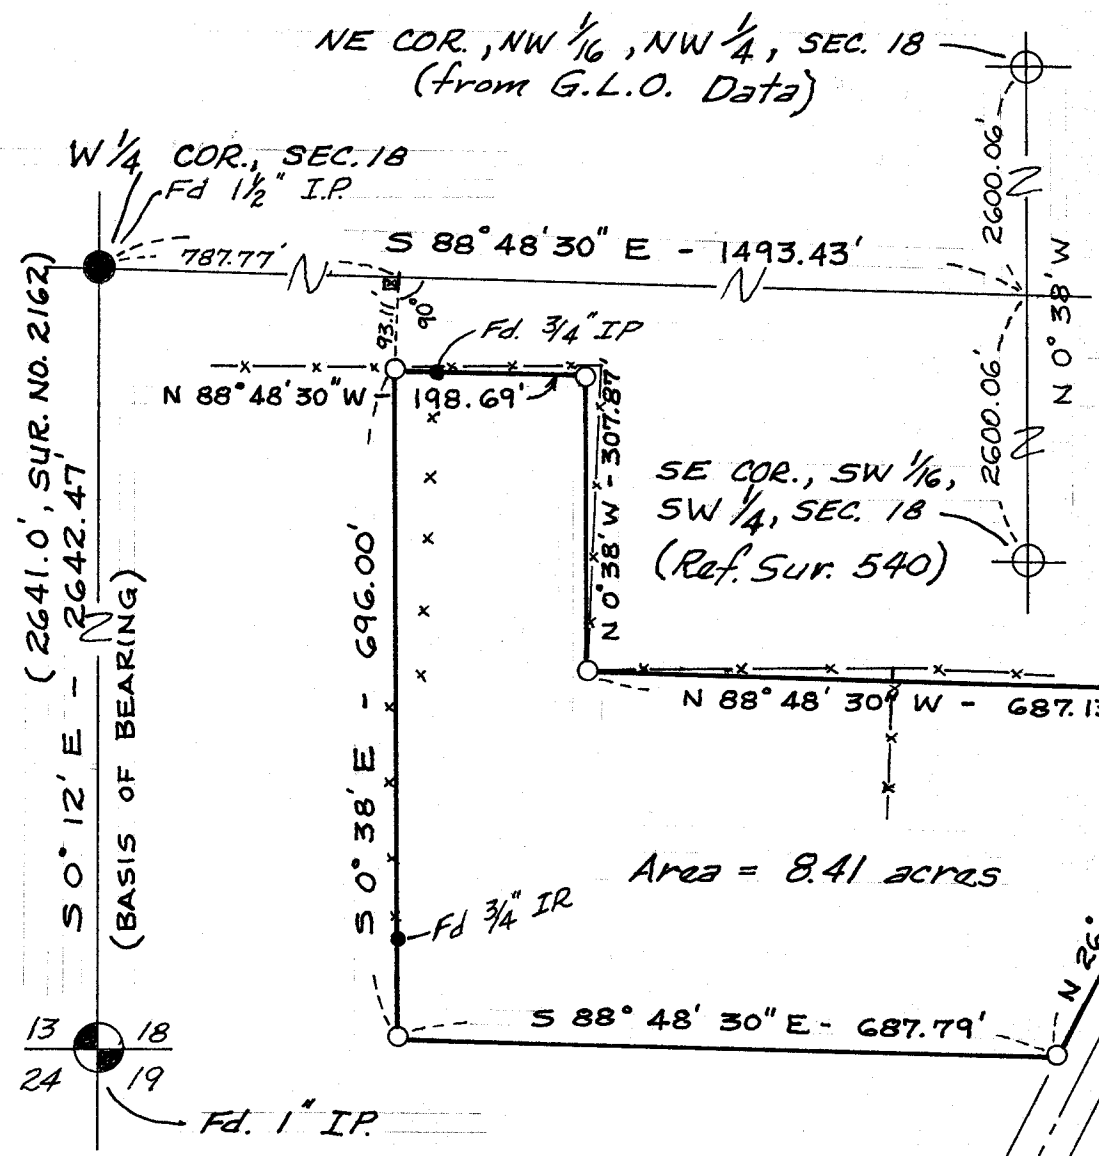 NE COR., NW 1/16, NW 1/4, SEC. 18
(from G.L.O. Data)
W 1/4 COR., SEC. 18
Fd 1 1/2" I.P.
787.77'
S 88° 48' 30" E - 1493.43'
2600.06'
N 0° 38' W
2600.06'
93.11'
90°
Fd. 3/4" IP
N 88° 48' 30" W - 198.69'
N 0° 38' W - 307.87'
SE COR., SW 1/16,
SW 1/4, SEC. 18
(Ref. Sur. 540)
(2641.0', SUR. NO. 2162)
S 0° 12' E - 2642.47'
(BASIS OF BEARING)
S 0° 38' E - 696.00'
N 88° 48' 30" W - 687.13
Area = 8.41 acres
Fd 3/4" IR
N 26°
S 88° 48' 30" E - 687.79'
13 18
24 19
Fd. 1" I.P.